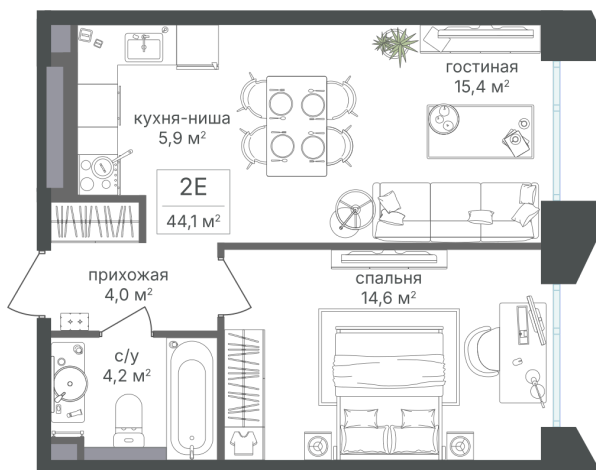 гостиная
15,4 м²
кухня-ниша
5,9 м²
2Е
44,1 м²
прихожая
4,0 м²
спальня
14,6 м²
с/у
4,2 м²